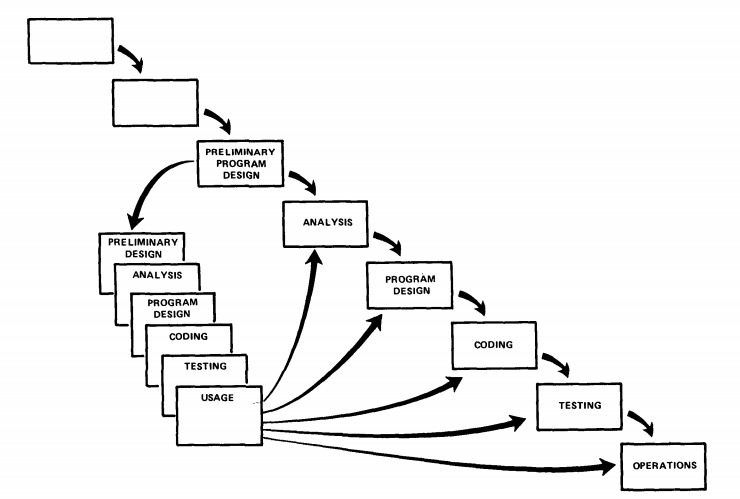 PRELIMINARY
PROGRAM
DESIGN
ANALYSIS
PROGRAM
DESIGN
CODING
TESTING
OPERATIONS
PRELIMINARY
DESIGN
ANALYSIS
PROGRAM
DESIGN
CODING
TESTING
USAGE